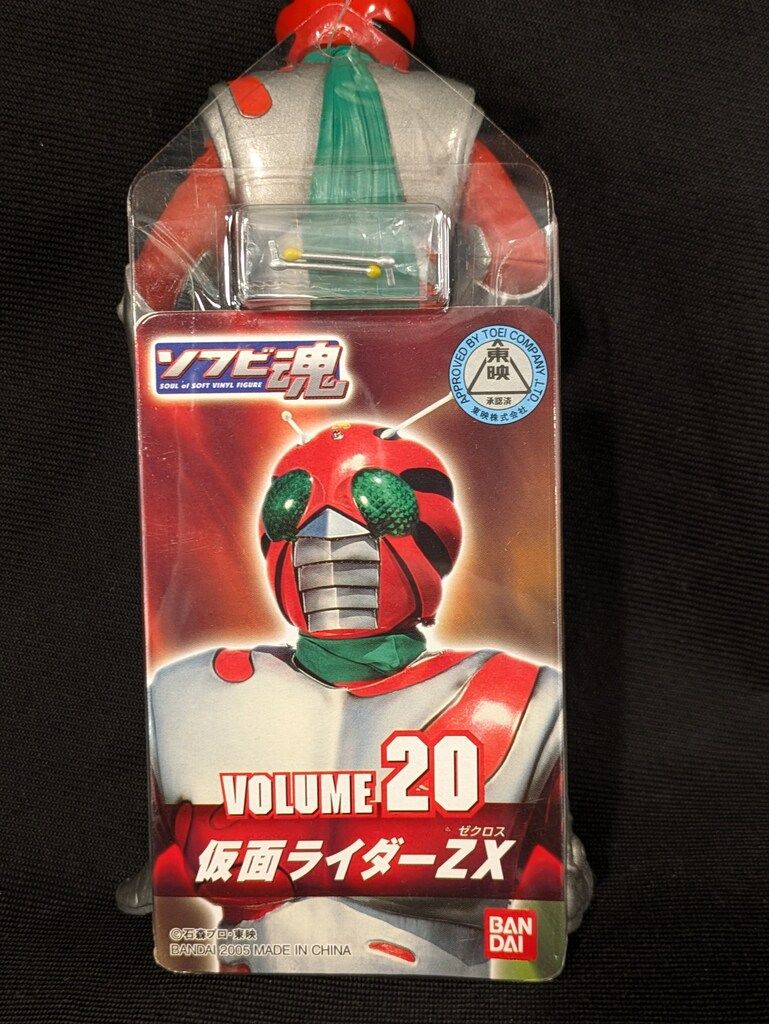 ソフビ魂
SOUL of SOFT VINYL FIGURE
APPROVED BY TOEI COMPANY, LTD.
東映
承認済
東映株式会社
VOLUME 20
ゼクロス
仮面ライダーZX
©石森プロ・東映
BANDAI 2005 MADE IN CHINA
BAN
DAI